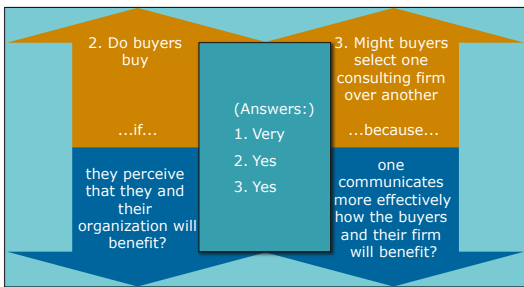 2. Do buyers
buy
...if...
they perceive
that they and
their
organization will
benefit?
(Answers:)
1. Very
2. Yes
3. Yes
3. Might buyers
select one
consulting firm
over another
...because...
one
communicates
more effectively
how the buyers
and their firm
will benefit?